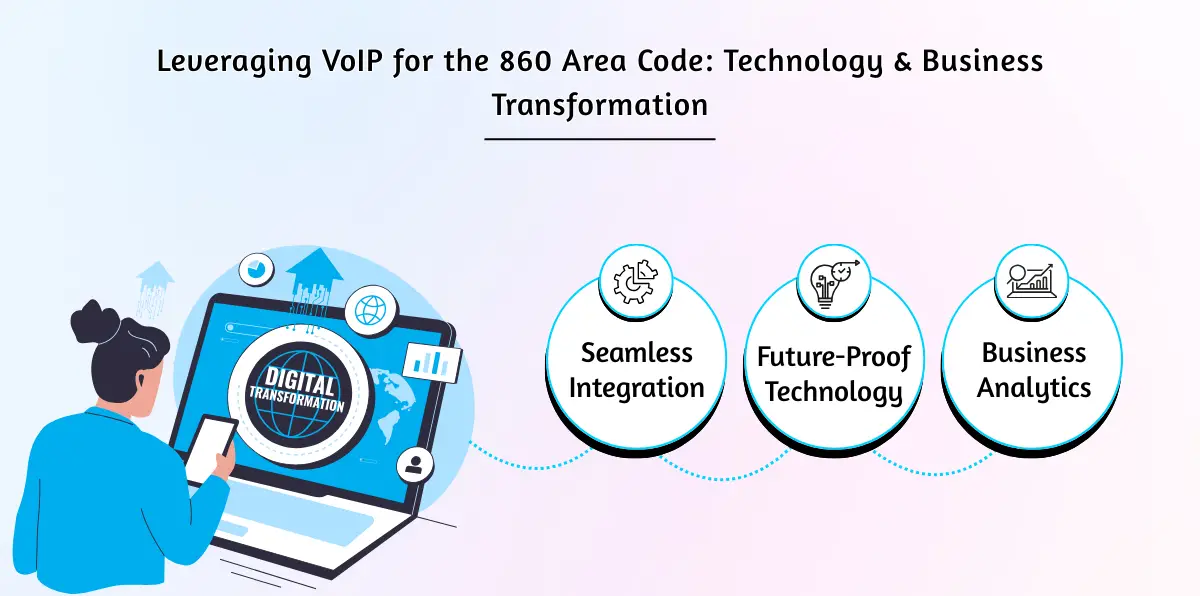 Leveraging VoIP for the 860 Area Code: Technology & Business
Transformation
DIGITAL
TRANSFORMATION
Seamless
Integration
Future-Proof
Technology
Business
Analytics